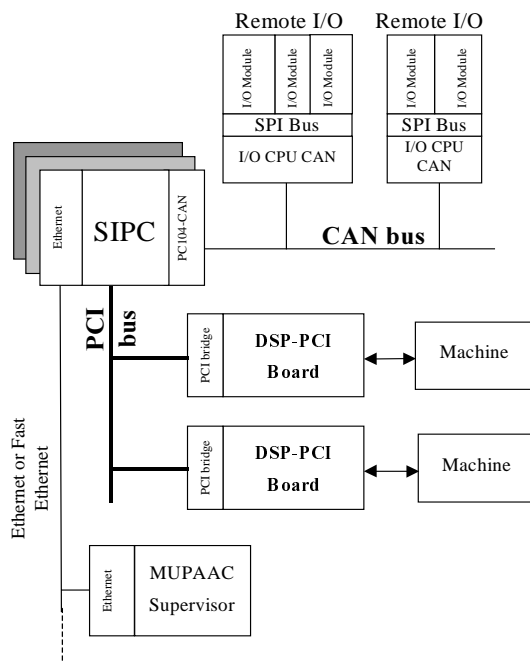 Remote I/O
Remote I/O
I/O Module
I/O Module
I/O Module
I/O Module
I/O Module
SPI Bus
SPI Bus
I/O CPU CAN
I/O CPU
CAN
Ethernet
SIPC
PC104-CAN
CAN bus
PCI
bus
PCI bridge
DSP-PCI
Board
Machine
PCI bridge
DSP-PCI
Board
Machine
Ethernet or Fast
Ethernet
Ethernet
MUPAAC
Supervisor